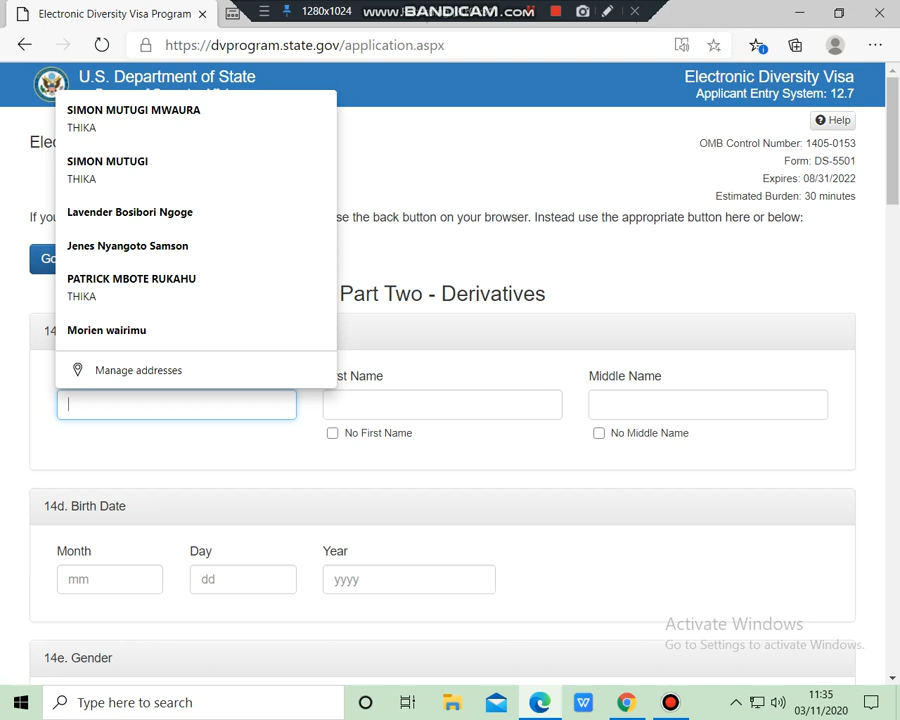 Electronic Diversity Visa Program
1280x1024
WWW.BANDICAM.COM
https://dvprogram.state.gov/application.aspx
U.S. Department of State
Electronic Diversity Visa
Applicant Entry System: 12.7
Help
OMB Control Number: 1405-0153
Form: DS-5501
Expires: 08/31/2022
Estimated Burden: 30 minutes
Elec
If you
se the back button on your browser. Instead use the appropriate button here or below:
Go
SIMON MUTUGI MWAURA
THIKA
SIMON MUTUGI
THIKA
Lavender Bosibori Ngoge
Jenes Nyangoto Samson
PATRICK MBOTE RUKAHU
THIKA
Morien wairimu
Manage addresses
Part Two - Derivatives
14
st Name
Middle Name
No First Name
No Middle Name
14d. Birth Date
Month
Day
Year
mm
dd
yyyy
Activate Windows
Go to Settings to activate Windows.
14e. Gender
Type here to search
11:35
03/11/2020